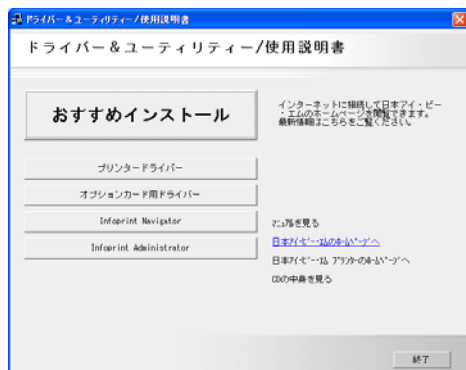 ドライバー&ユーティリティー/使用説明書
ドライバー&ユーティリティー/使用説明書
おすすめインストール
インターネットに接続して日本アイ・ビー
・エムのホームページを閲覧できます。
最新情報はこちらをご覧ください。
プリンタードライバー
オプションカード用ドライバー
Infoprint Navigator
Infoprint Administrator
マニュアルを見る
日本アイ・ビー・エムのホームページへ
日本アイ・ビー・エム プリンターのホームページへ
CDの中身を見る
終了